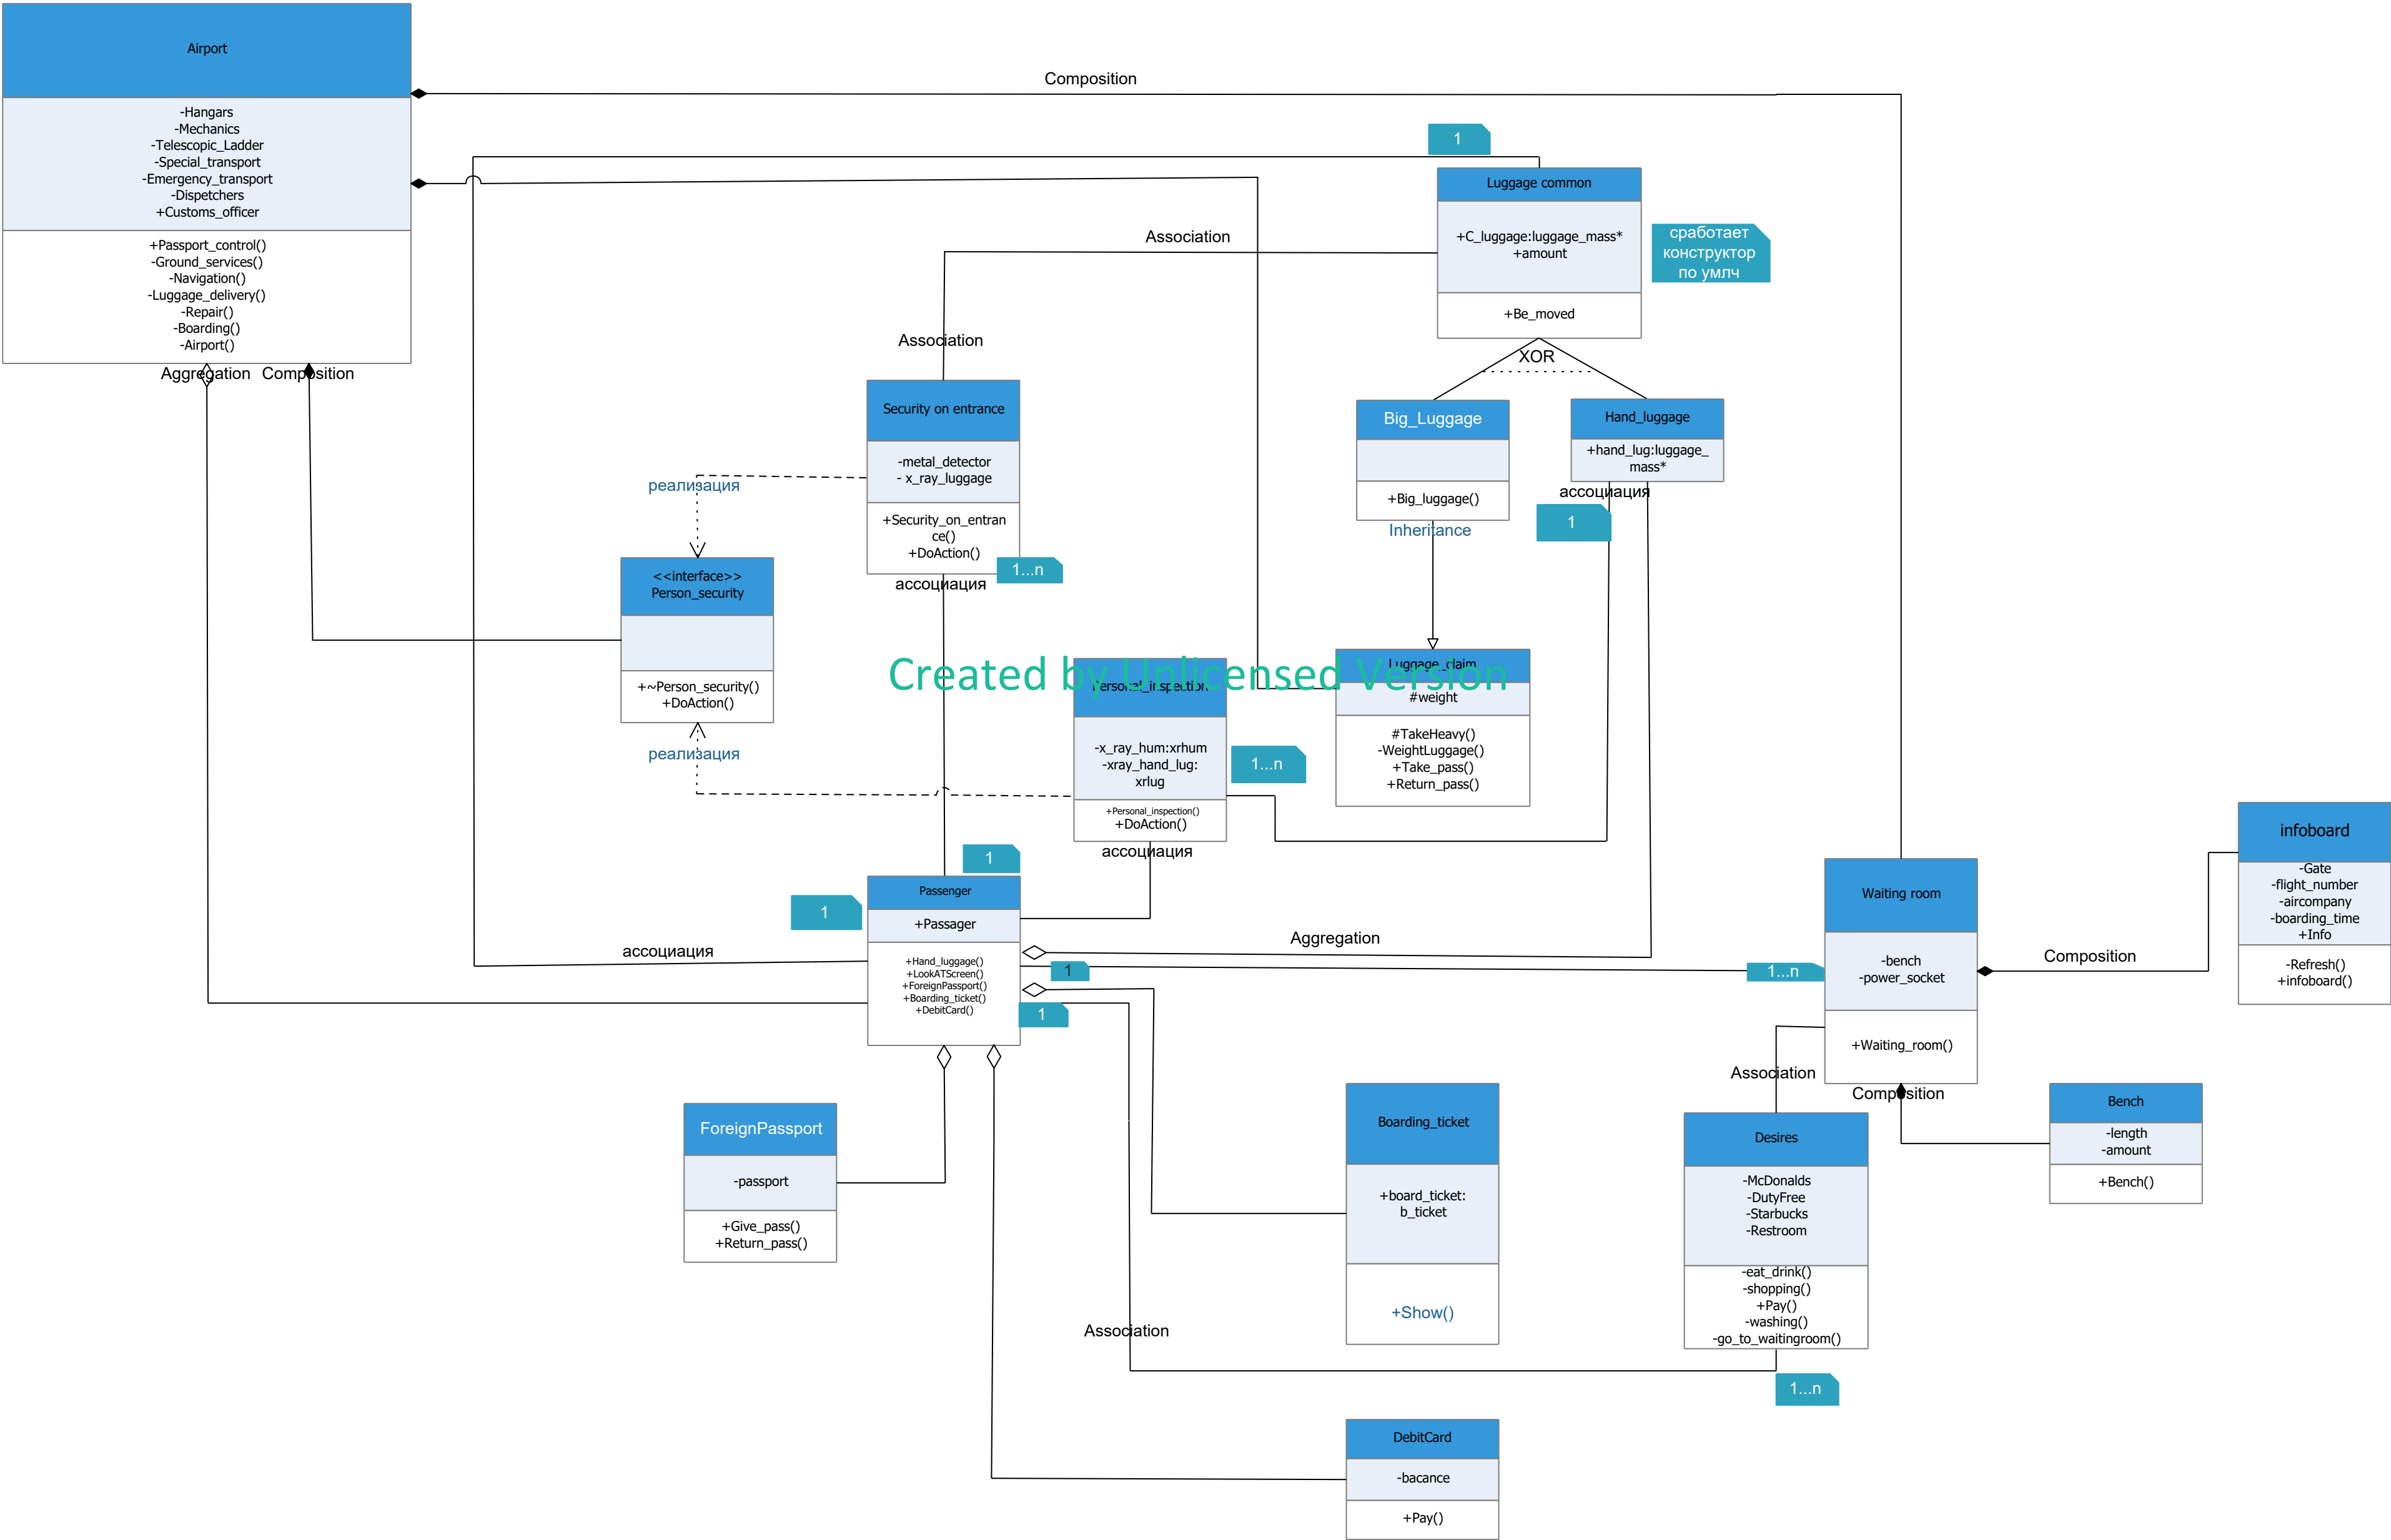 Airport
-Hangars
-Mechanics
-Telescopic_Ladder
-Special_transport
-Emergency_transport
-Dispetchers
+Customs_officer
+Passport_control()
-Ground_services()
-Navigation()
-Luggage_delivery()
-Repair()
-Boarding()
-Airport()
Aggregation
Composition
Composition
1
Luggage common
+C_luggage:luggage_mass*
+amount
+Be_moved
сработает
конструктор
по умлч
Association
Association
XOR
Security on entrance
-metal_detector
- x_ray_luggage
+Security_on_entran
ce()
+DoAction()
1...n
ассоциация
Big_Luggage
+Big_luggage()
Inheritance
Hand_luggage
+hand_lug:luggage_
mass*
ассоциация
1
реализация
<<interface>>
Person_security
+~Person_security()
+DoAction()
реализация
Created by Unlicensed Version
Personal_inspection
-x_ray_hum:xrhum
-xray_hand_lug:
xrlug
+Personal_inspection()
+DoAction()
ассоциация
1...n
Luggage_claim
#weight
#TakeHeavy()
-WeightLuggage()
+Take_pass()
+Return_pass()
1
1
ассоциация
Passenger
+Passager
+Hand_luggage()
+LookATScreen()
+ForeignPassport()
+Boarding_ticket()
+DebitCard()
Aggregation
1
1
1...n
Waiting room
-bench
-power_socket
+Waiting_room()
Composition
infoboard
-Gate
-flight_number
-aircompany
-boarding_time
+Info
-Refresh()
+infoboard()
Association
Composition
Bench
-length
-amount
+Bench()
ForeignPassport
-passport
+Give_pass()
+Return_pass()
Boarding_ticket
+board_ticket:
b_ticket
+Show()
Desires
-McDonalds
-DutyFree
-Starbucks
-Restroom
-eat_drink()
-shopping()
+Pay()
-washing()
-go_to_waitingroom()
Association
1...n
DebitCard
-bacance
+Pay()